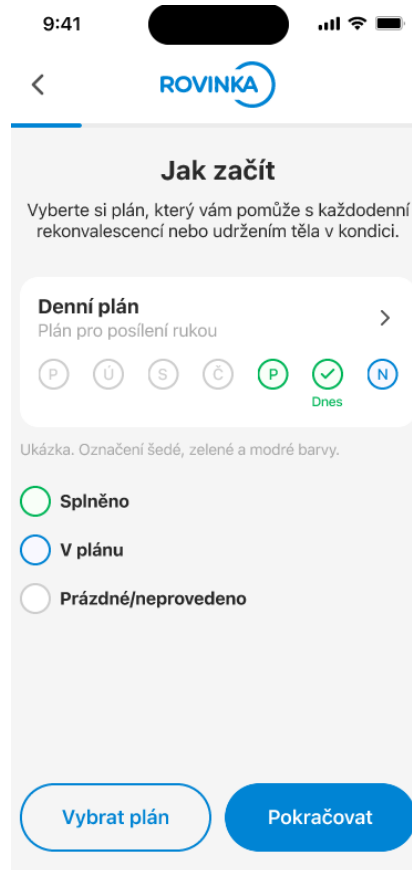 9:41
ROVINKA
Jak začít
Vyberte si plán, který vám pomůže s každodenní
rekonvalescencí nebo udržením těla v kondici.
Denní plán
Plán pro posílení rukou
P Ú S Č P N
Dnes
Ukázka. Označení šedé, zelené a modré barvy.
Splněno
V plánu
Prázdné/neprovedeno
Vybrat plán Pokračovat